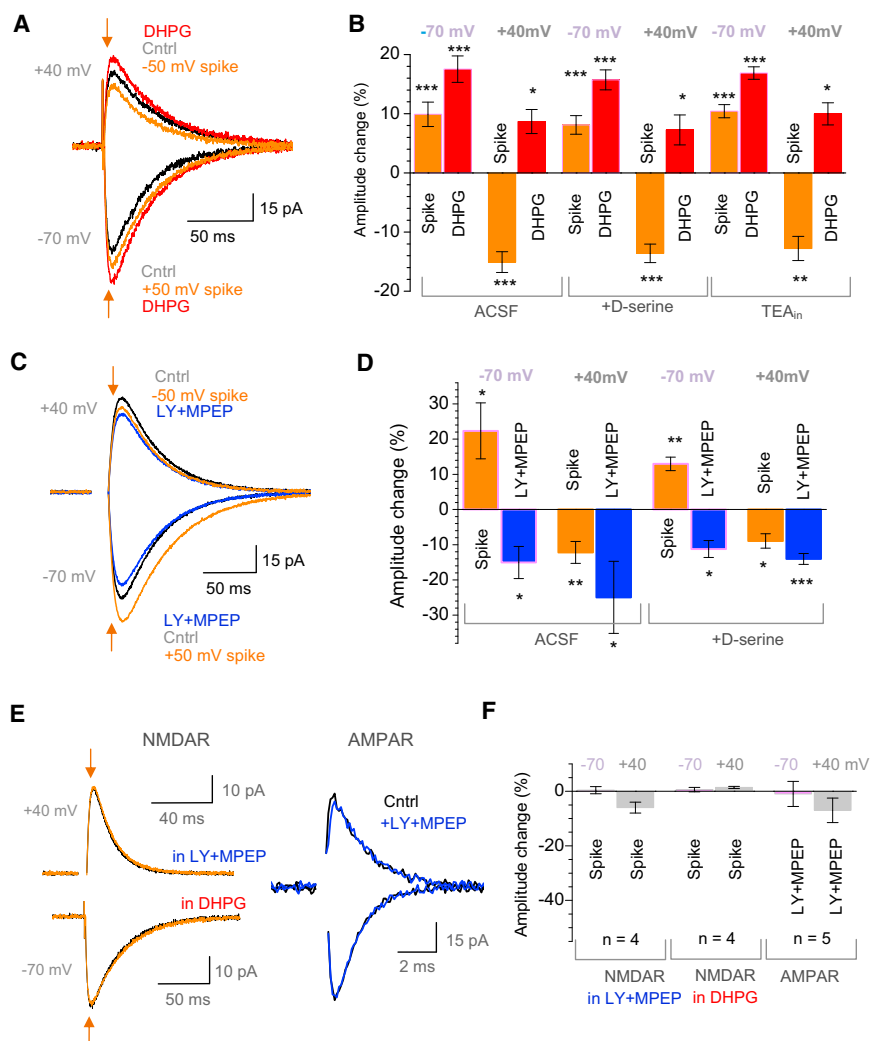 A
DHPG
Cntrl
-50 mV spike
+40 mV
15 pA
50 ms
-70 mV
Cntrl
+50 mV spike
DHPG
B
-70 mV +40mV -70 mV +40mV -70 mV +40mV
Amplitude change (%)
20
10
0
-10
-20
*** *** * *** *** * *** *** *
Spike DHPG Spike DHPG Spike DHPG Spike DHPG Spike DHPG Spike DHPG
*** *** **
ACSF +D-serine TEAin
C
Cntrl
-50 mV spike
LY+MPEP
+40 mV
15 pA
50 ms
-70 mV
LY+MPEP
Cntrl
+50 mV spike
D
-70 mV +40mV -70 mV +40mV
Amplitude change (%)
30
20
10
0
-10
-20
-30
* **
Spike LY+MPEP Spike LY+MPEP Spike LY+MPEP Spike LY+MPEP
* ** * * * ***
ACSF +D-serine
E
NMDAR AMPAR
+40 mV
10 pA
40 ms
in LY+MPEP
in DHPG
-70 mV
10 pA
50 ms
Cntrl
+LY+MPEP
15 pA
2 ms
F
-70 +40 -70 +40 -70 +40 mV
Amplitude change (%)
0
-20
-40
Spike Spike Spike Spike LY+MPEP LY+MPEP
n = 4 n = 4 n = 5
NMDAR NMDAR AMPAR
in LY+MPEP in DHPG